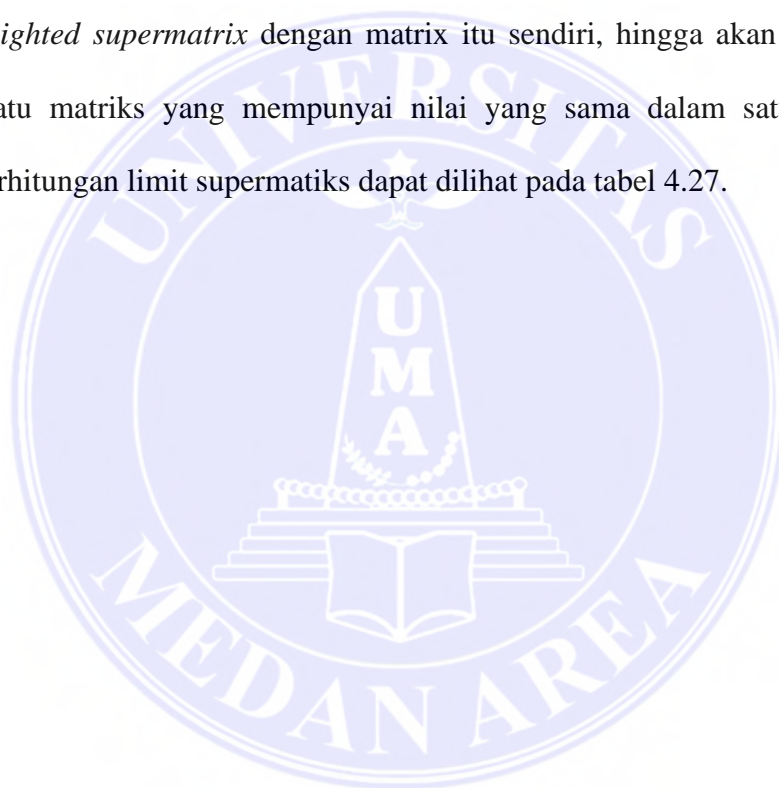 ighted supermatrix dengan matrix itu sendiri, hingga akan
atu matriks yang mempunyai nilai yang sama dalam sat
rhitungan limit supermatiks dapat dilihat pada tabel 4.27.
UNIVERSITAS
UMA
MEDAN AREA